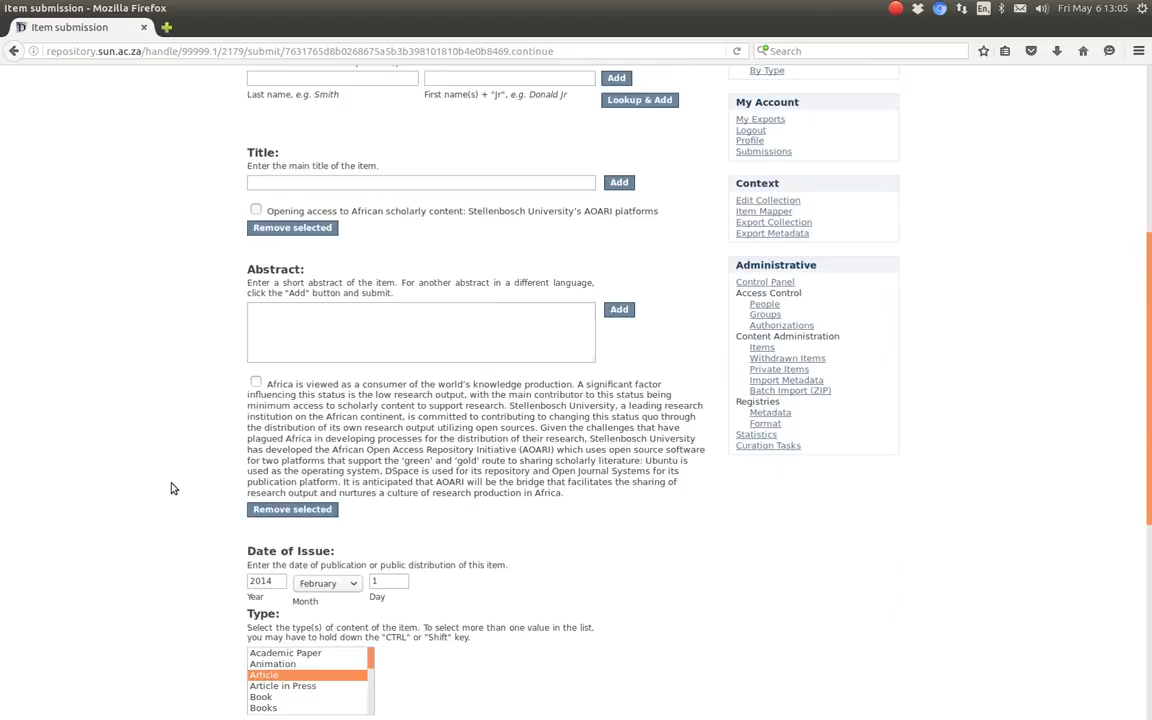 Item submission - Mozilla Firefox
En
Fri May 6 13:05
Item submission
repository.sun.ac.za/handle/99999.1/2179/submit/7631765d8b0268675a5b3b398101810b4e0b8469.continue
Search
Add
Last name, e.g. Smith
First name(s) + "Jr", e.g. Donald Jr
Lookup & Add
Title:
Enter the main title of the item.
Add
Opening access to African scholarly content: Stellenbosch University's AOARI platforms
Remove selected
Abstract:
Enter a short abstract of the item. For another abstract in a different language,
click the "Add" button and submit.
Add
Africa is viewed as a consumer of the world's knowledge production. A significant factor
influencing this status is the low research output, with the main contributor to this status being
minimum access to scholarly content to support research. Stellenbosch University, a leading research
institution on the African continent, is committed to contributing to changing this status quo through
the distribution of its own research output utilizing open sources. Given the challenges that have
plagued Africa in developing processes for the distribution of their research, Stellenbosch University
has developed the African Open Access Repository Initiative (AOARI) which uses open source software
for two platforms that support the 'green' and 'gold' route to sharing scholarly literature: Ubuntu is
used as the operating system, DSpace is used for its repository and Open Journal Systems for its
publication platform. It is anticipated that AOARI will be the bridge that facilitates the sharing of
research output and nurtures a culture of research production in Africa.
Remove selected
Date of Issue:
Enter the date of publication or public distribution of this item.
2014
February
1
Year
Month
Day
Type:
Select the type(s) of content of the item. To select more than one value in the list,
you may have to hold down the "CTRL" or "Shift" key.
Academic Paper
Animation
Article
Article in Press
Book
Books
By Type
My Account
My Exports
Logout
Profile
Submissions
Context
Edit Collection
Item Mapper
Export Collection
Export Metadata
Administrative
Control Panel
Access Control
People
Groups
Authorizations
Content Administration
Items
Withdrawn Items
Private Items
Import Metadata
Batch Import (ZIP)
Registries
Metadata
Format
Statistics
Curation Tasks